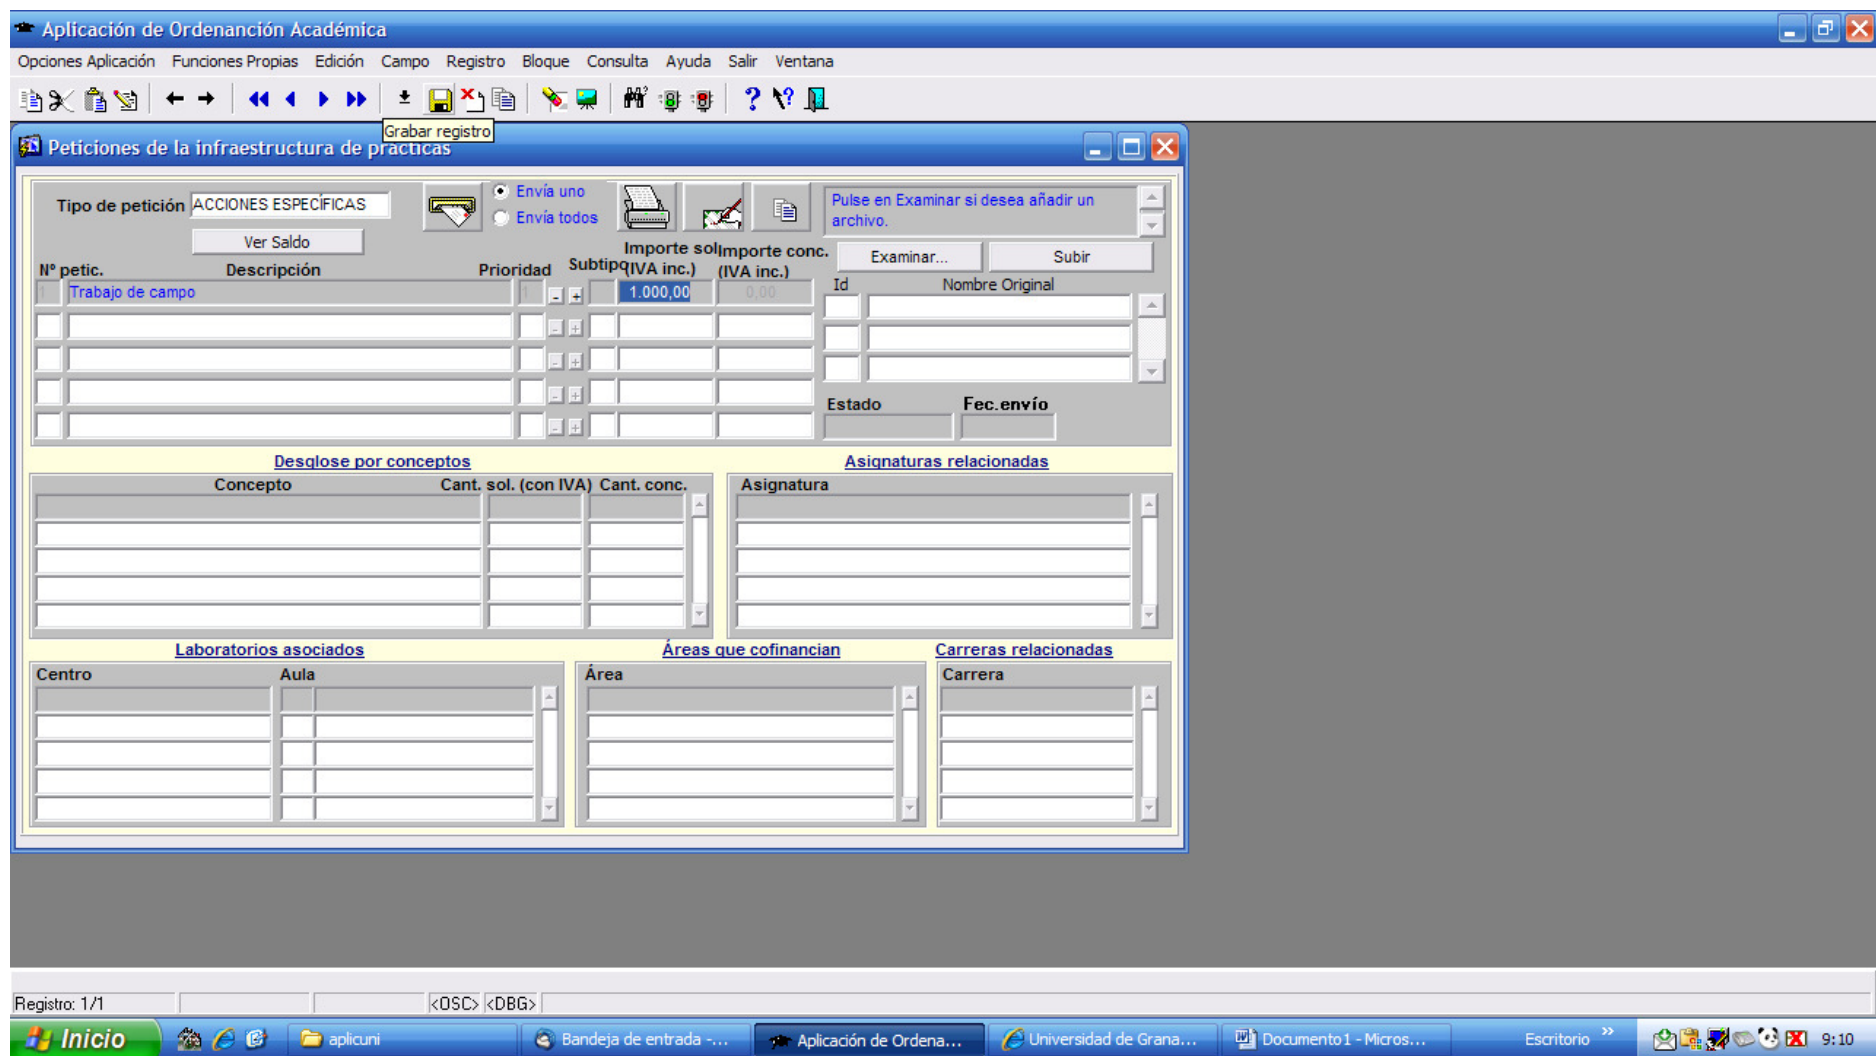 Aplicación de Ordenanción Académica
Opciones Aplicación Funciones Propias Edición Campo Registro Bloque Consulta Ayuda Salir Ventana
Grabar registro
Peticiones de la infraestructura de prácticas
Tipo de petición ACCIONES ESPECÍFICAS
Envía uno
Envía todos
Pulse en Examinar si desea añadir un
archivo.
Ver Saldo
Examinar... Subir
Nº petic. Descripción Prioridad Subtipo Importe sol (IVA inc.) Importe conc. (IVA inc.)
Id Nombre Original
1 Trabajo de campo 1 - + 1.000,00 0,00
- +
- +
- +
- +
Estado Fec.envío
Desglose por conceptos Asignaturas relacionadas
Concepto Cant. sol. (con IVA) Cant. conc. Asignatura
Laboratorios asociados Áreas que cofinancian Carreras relacionadas
Centro Aula Área Carrera
Registro: 1/1 <OSC> <DBG>
Inicio aplicuni Bandeja de entrada -... Aplicación de Ordena... Universidad de Grana... Documento1 - Micros... Escritorio » 9:10